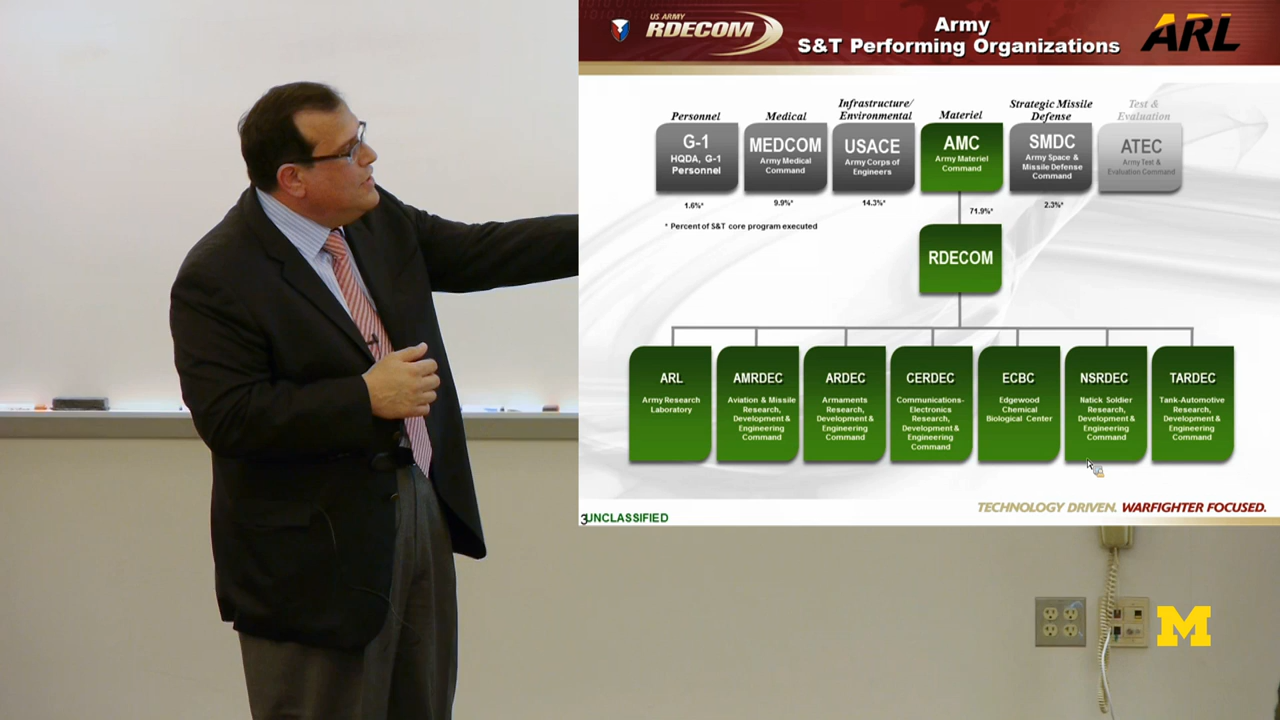 US ARMY
RDECOM
Army
S&T Performing Organizations
ARL
Personnel
Medical
Infrastructure/
Environmental
Materiel
Strategic Missile
Defense
Test &
Evaluation
G-1
HQDA, G-1
Personnel
MEDCOM
Army Medical
Command
USACE
Army Corps of
Engineers
AMC
Army Materiel
Command
SMDC
Army Space &
Missile Defense
Command
ATEC
Army Test &
Evaluation Command
1.6%*
9.9%*
14.3%*
71.9%*
2.3%*
* Percent of S&T core program executed
RDECOM
ARL
Army Research
Laboratory
AMRDEC
Aviation & Missile
Research,
Development &
Engineering
Command
ARDEC
Armaments
Research,
Development &
Engineering
Command
CERDEC
Communications-
Electronics
Research,
Development &
Engineering
Command
ECBC
Edgewood
Chemical
Biological Center
NSRDEC
Natick Soldier
Research,
Development &
Engineering
Command
TARDEC
Tank-Automotive
Research,
Development &
Engineering
Command
TECHNOLOGY DRIVEN. WARFIGHTER FOCUSED.
3
UNCLASSIFIED
M